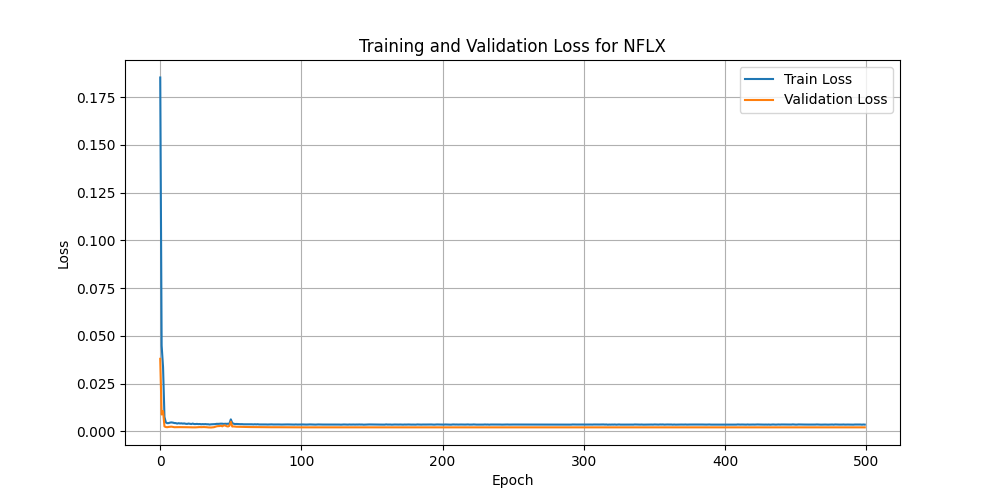 Training and Validation Loss for NFLX
Train Loss
Validation Loss
0.175
0.150
0.125
0.100
0.075
0.050
0.025
0.000
Loss
0 100 200 300 400 500
Epoch